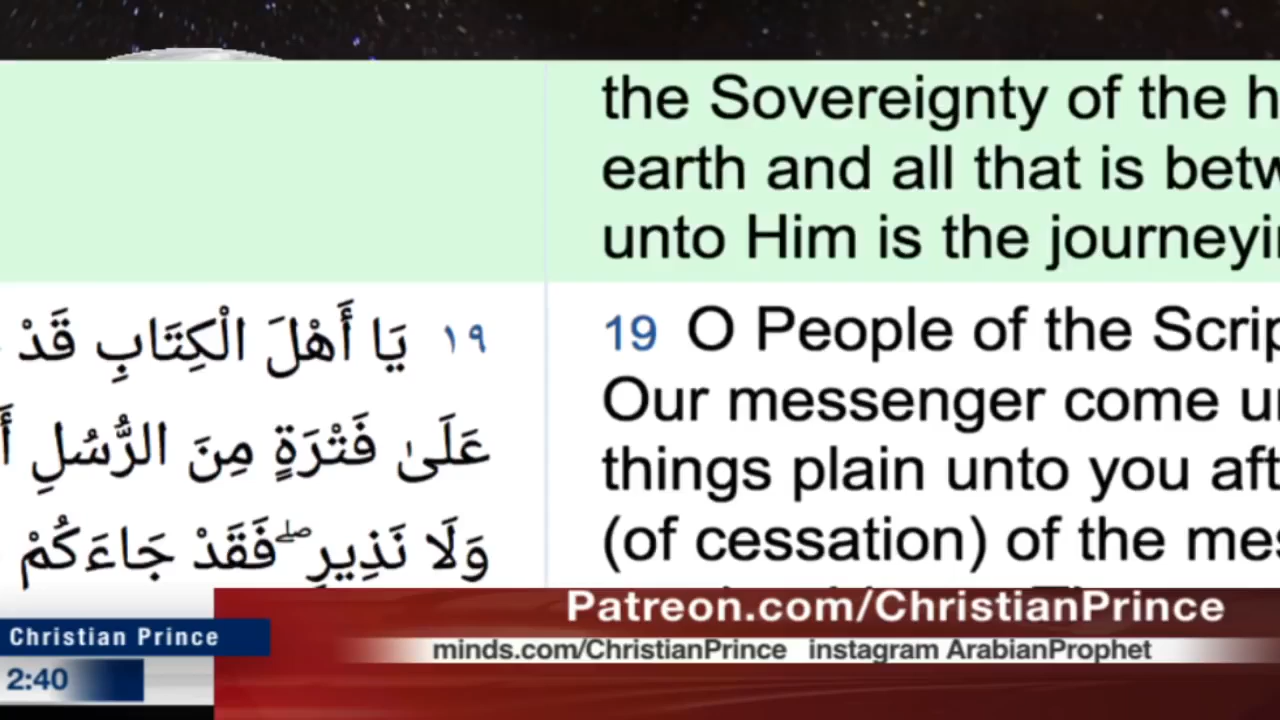 the Sovereignty of the h
earth and all that is betw
unto Him is the journeyi
١٩ يَا أَهْلَ الْكِتَابِ قَدْ
عَلَىٰ فَتْرَةٍ مِنَ الرُّسُلِ أَ
وَلَا نَذِيرٍ ۖ فَقَدْ جَاءَكُمْ
19 O People of the Scrip
Our messenger come u
things plain unto you aft
(of cessation) of the mes
Patreon.com/ChristianPrince
Christian Prince
minds.com/ChristianPrince instagram ArabianProphet
2:40